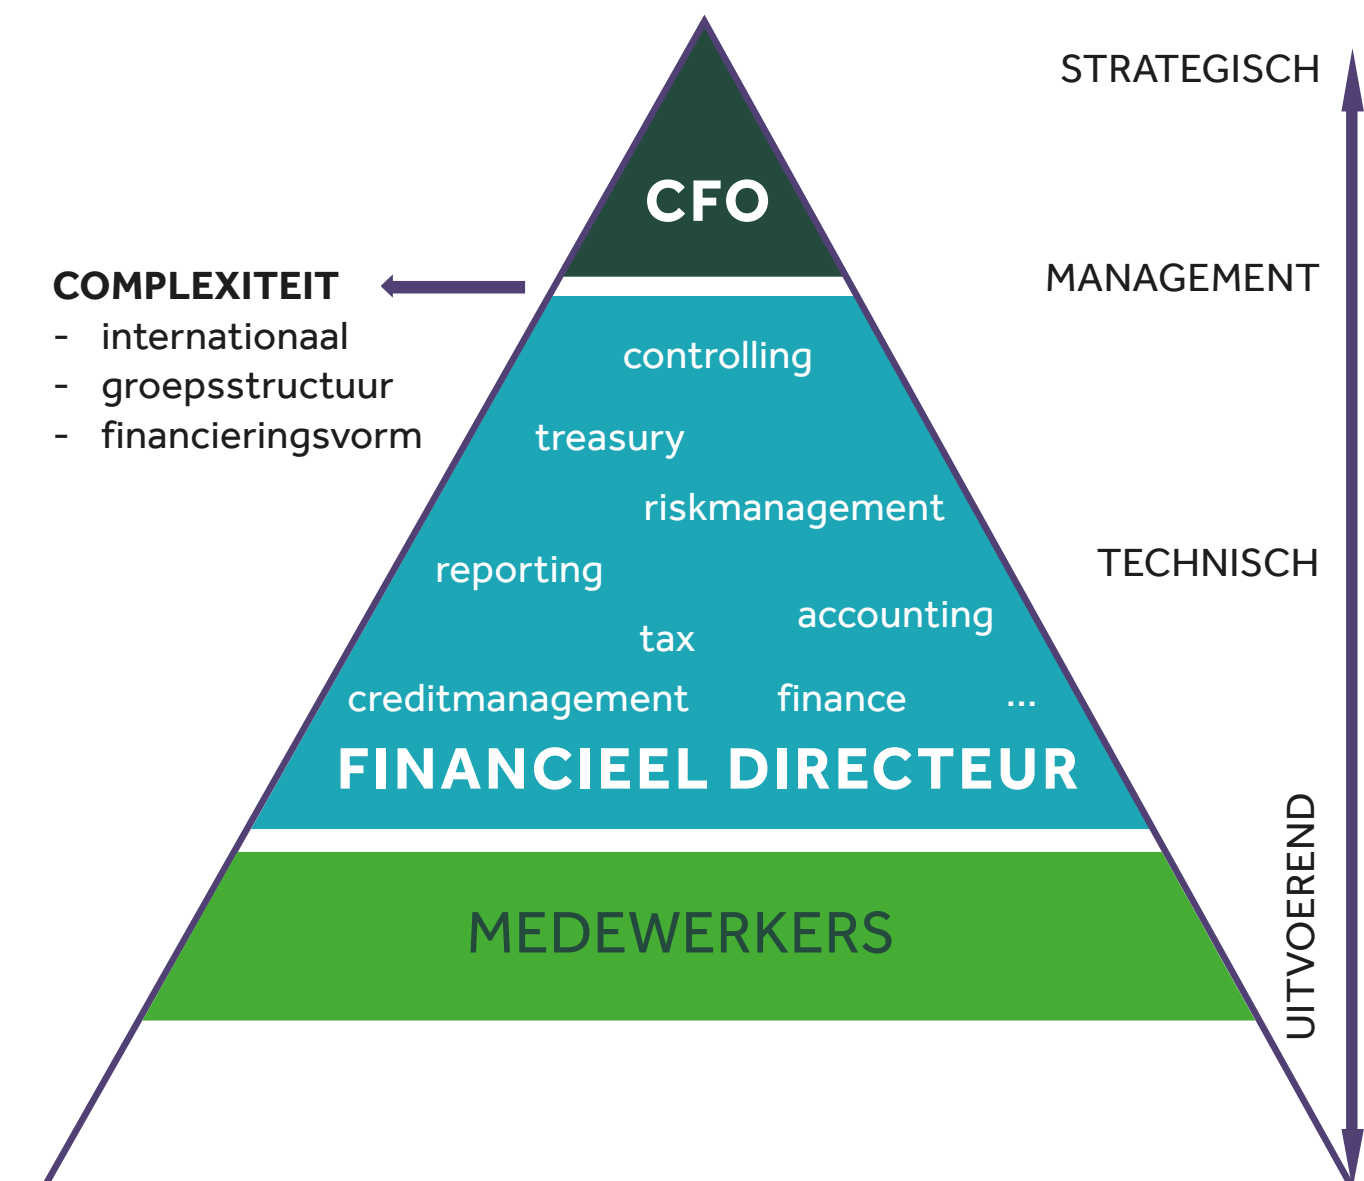 STRATEGISCH
CFO
MANAGEMENT
COMPLEXITEIT
- internationaal
- groepsstructuur
- financieringsvorm
controlling
treasury
riskmanagement
reporting
TECHNISCH
accounting
tax
creditmanagement finance ...
FINANCIEEL DIRECTEUR
UITVOEREND
MEDEWERKERS